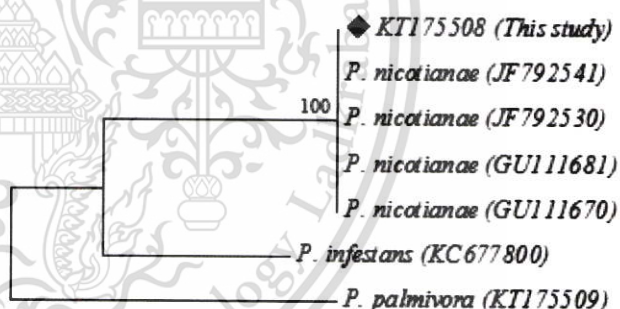 ◆ KT175508 (This study)
P. nicotianae (JF792541)
100
P. nicotianae (JF792530)
P. nicotianae (GU111681)
P. nicotianae (GU111670)
P. infestans (KC677800)
P. palmivora (KT175509)